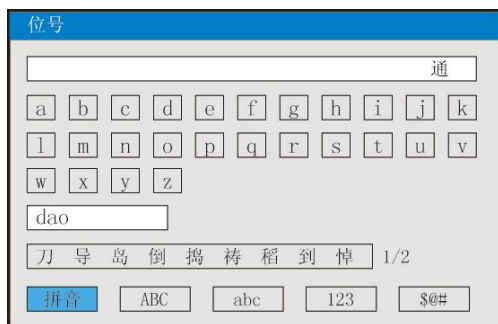 位号
通
a b c d e f g h i j k
l m n o p q r s t u v
w x y z
dao
刀 导 岛 倒 捣 祷 稻 到 悼 1/2
拼音 ABC abc 123 $@#